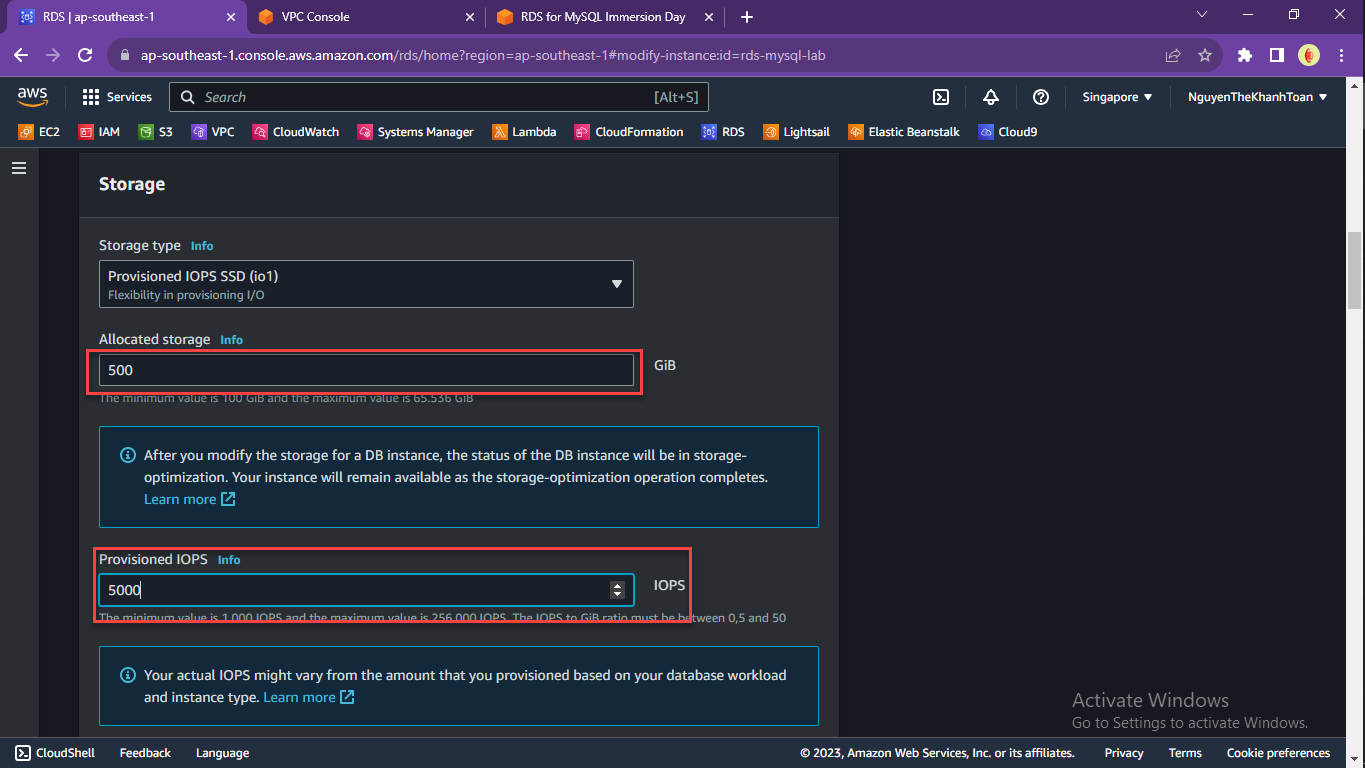 RDS | ap-southeast-1
VPC Console
RDS for MySQL Immersion Day
ap-southeast-1.console.aws.amazon.com/rds/home?region=ap-southeast-1#modify-instance:id=rds-mysql-lab
aws
Services
Search
[Alt+S]
Singapore
NguyenTheKhanhToan
EC2
IAM
S3
VPC
CloudWatch
Systems Manager
Lambda
CloudFormation
RDS
Lightsail
Elastic Beanstalk
Cloud9
Storage
Storage type Info
Provisioned IOPS SSD (io1)
Flexibility in provisioning I/O
Allocated storage Info
500
GiB
The minimum value is 100 GiB and the maximum value is 65.536 GiB
After you modify the storage for a DB instance, the status of the DB instance will be in storage-
optimization. Your instance will remain available as the storage-optimization operation completes.
Learn more
Provisioned IOPS Info
5000
IOPS
The minimum value is 1.000 IOPS and the maximum value is 256.000 IOPS. The IOPS to GiB ratio must be between 0,5 and 50
Your actual IOPS might vary from the amount that you provisioned based on your database workload
and instance type. Learn more
Activate Windows
Go to Settings to activate Windows.
CloudShell
Feedback
Language
© 2023, Amazon Web Services, Inc. or its affiliates.
Privacy
Terms
Cookie preferences